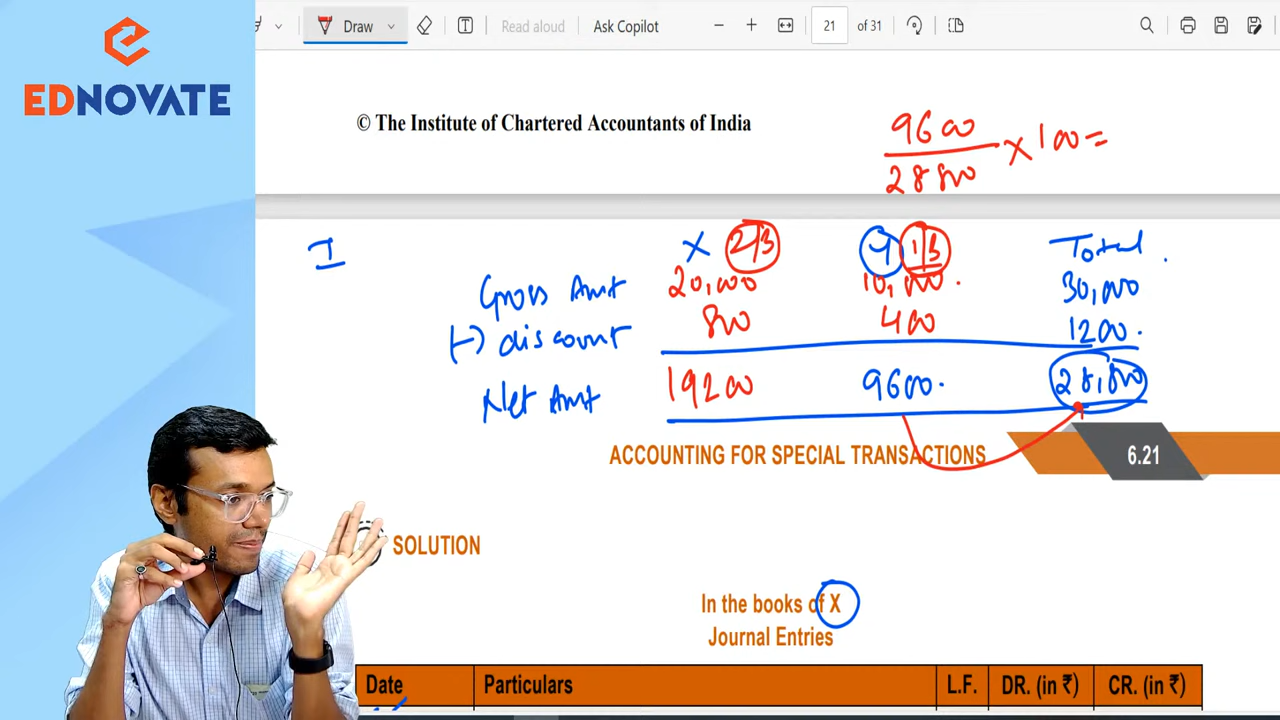 EDNOVATE
Draw
Read aloud
Ask Copilot
21 of 31
© The Institute of Chartered Accountants of India
9600
28800
× 100 =
I
X 2/3 Y 1/3 Total
Gross Amt 20,000 10,000 30,000
(-) discount 800 400 1200
Net Amt 19200 9600 28,800
ACCOUNTING FOR SPECIAL TRANSACTIONS 6.21
SOLUTION
In the books of X
Journal Entries
Date Particulars L.F. DR. (in ₹) CR. (in ₹)